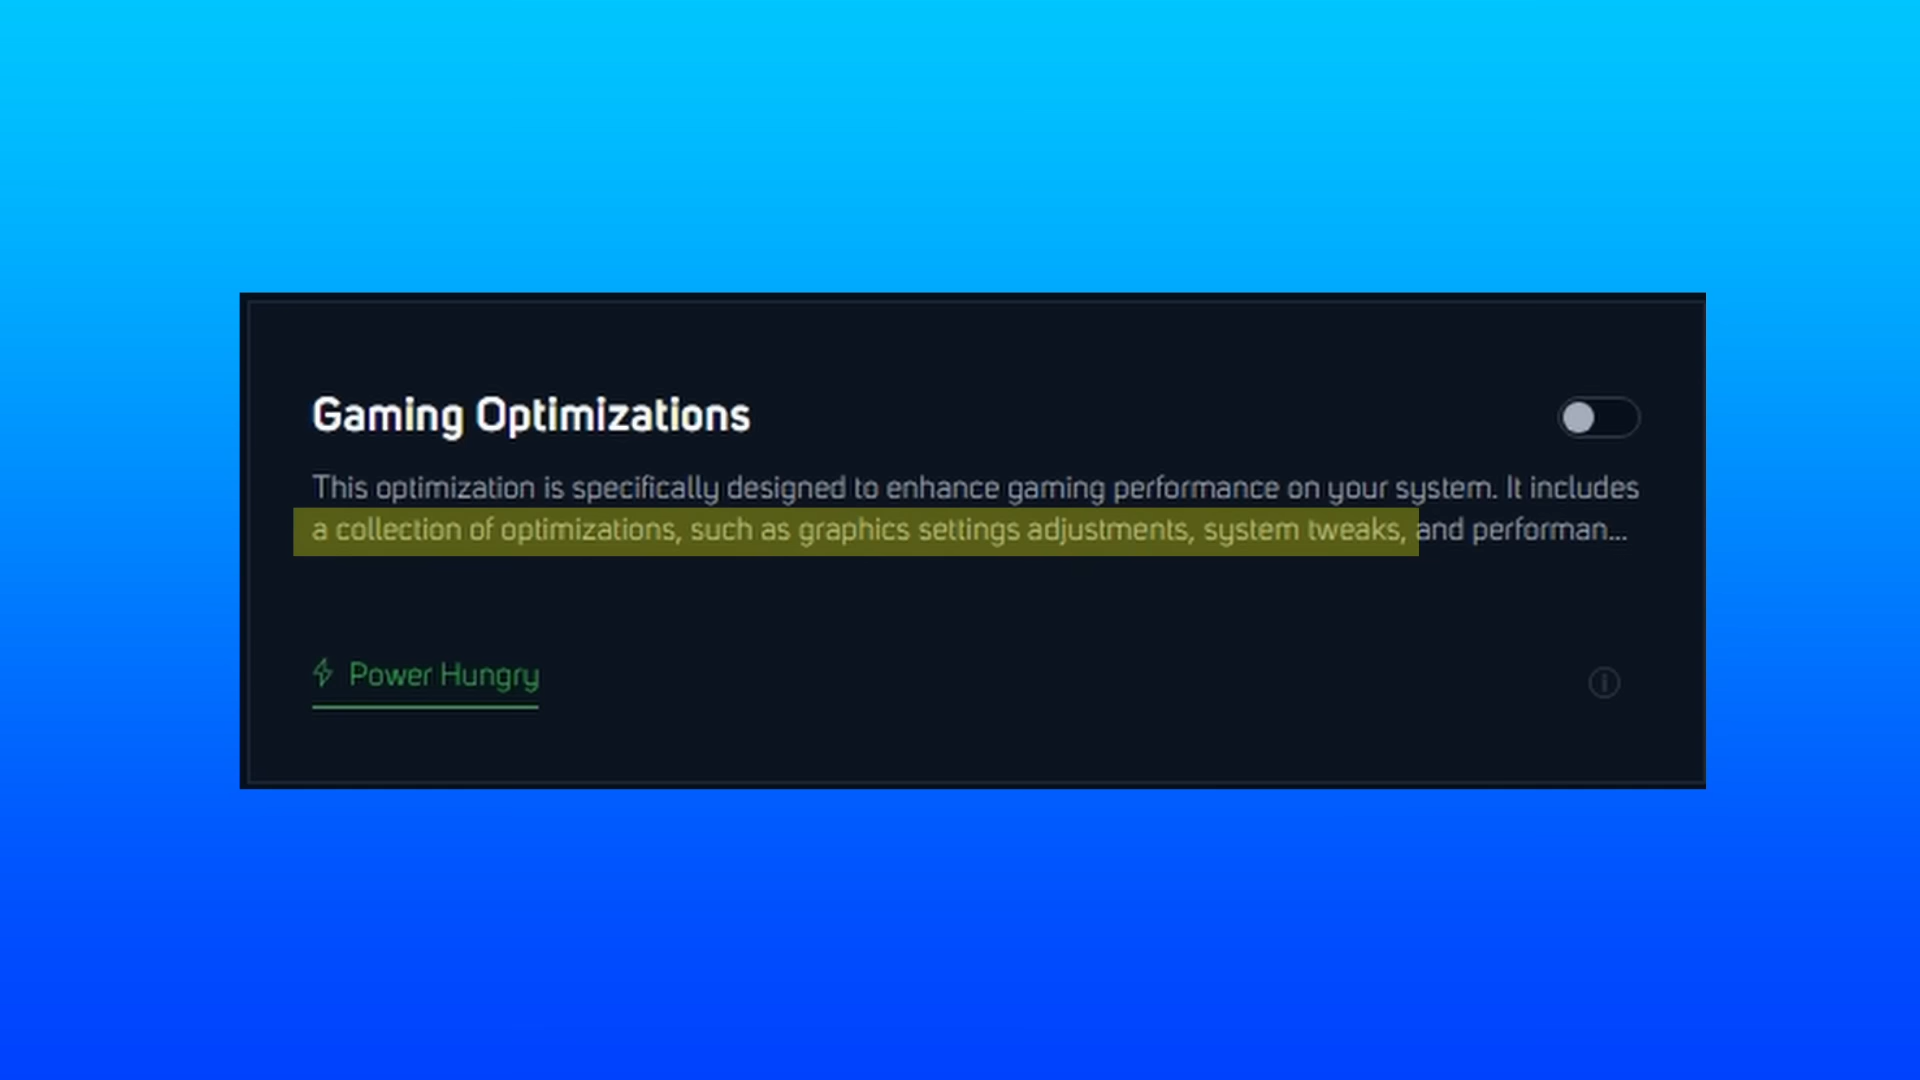 Gaming Optimizations
This optimization is specifically designed to enhance gaming performance on your system. It includes
a collection of optimizations, such as graphics settings adjustments, system tweaks, and performan...
Power Hungry